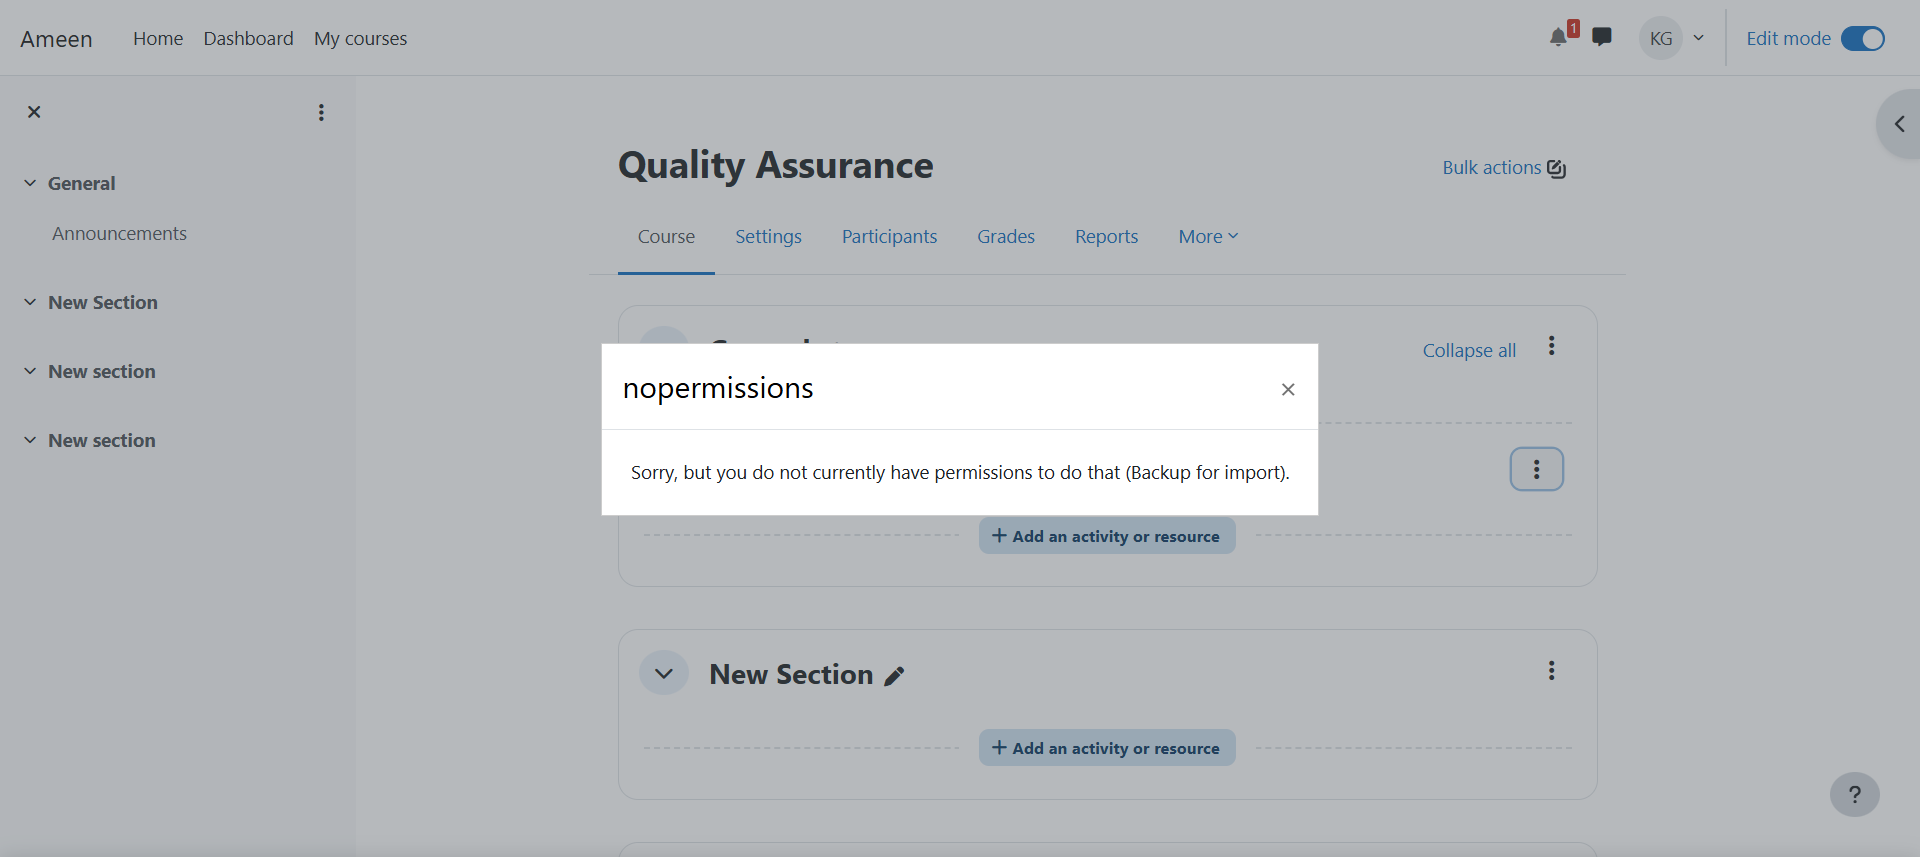 Ameen
Home
Dashboard
My courses
1
KG
Edit mode
General
Announcements
New Section
New section
New section
Quality Assurance
Bulk actions
Course
Settings
Participants
Grades
Reports
More
Collapse all
nopermissions
Sorry, but you do not currently have permissions to do that (Backup for import).
Add an activity or resource
New Section
Add an activity or resource
?